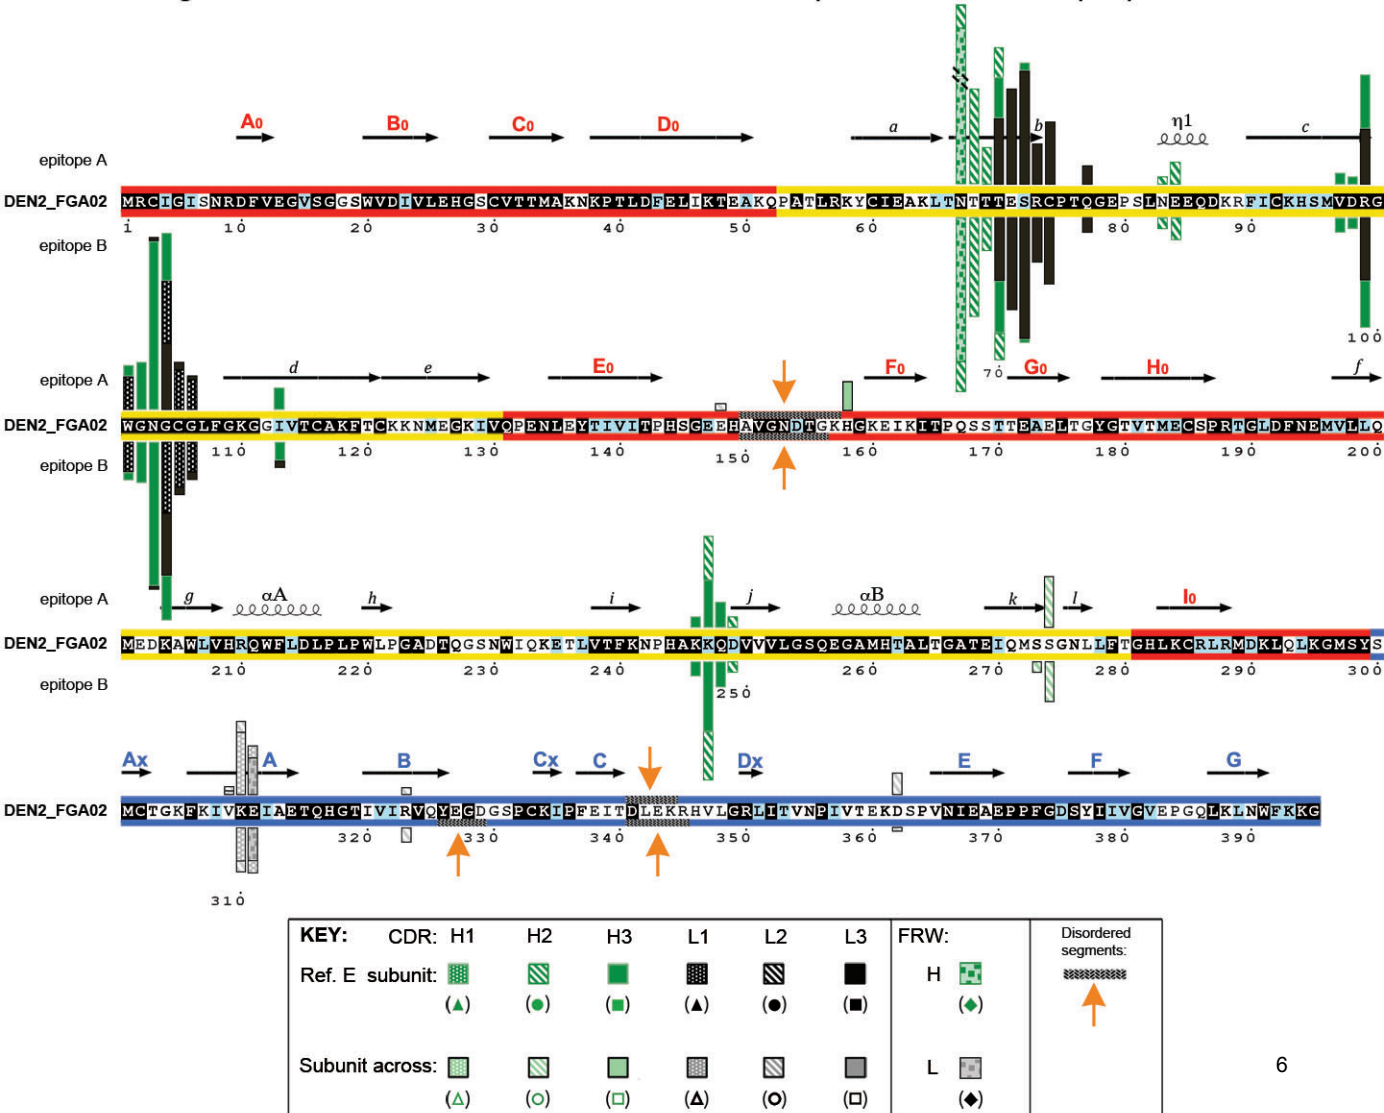 A0 B0 C0 D0 a b η1 c
epitope A
DEN2_FGA02 MRCIGISNRDFVEGVSGGSWVDIVLEHGSCVTTMAKNKPTLDFELIKTEAKQPATLRKYCIEAKLTNTTTESRCPTQGEPSLNEEQDKRFICKHSMVDRG
1 10 20 30 40 50 60 70 80 90 100
epitope B
d e E0 F0 G0 H0 f
epitope A
DEN2_FGA02 WGNGCGLFGKGGIVTCAKFTCKKNMEGKIVQPENLEYTIVITPHSGEEHAVGNDTGKHGKEIKITPQSSTTEAELTGYGTVTMECSPRTGLDFNEMVLLQ
110 120 130 140 150 160 170 180 190 200
epitope B
g αA h i j αB k l I0
epitope A
DEN2_FGA02 MEDKAWLVHRQWFLDLPLPWLPGADTQGSNWIQKETLVTFKNPHAKKQDVVVLGSQEGAMHTALTGATEIQMSSGNLLFTGHLKCRLRMDKLQLKGMSYS
210 220 230 240 250 260 270 280 290 300
epitope B
Ax A B Cx C Dx E F G
DEN2_FGA02 MCTGKFKIVKEIAETQHGTIVIRVQYEGDGSPCKIPFEITDLEKRHVLGRLITVNPIVTEKDSPVNIEAEPPFGDSYIIVGVEPGQLKLNWFKKG
310 320 330 340 350 360 370 380 390
KEY: CDR: H1 H2 H3 L1 L2 L3 FRW: Disordered segments:
Ref. E subunit: H
Subunit across: L
6